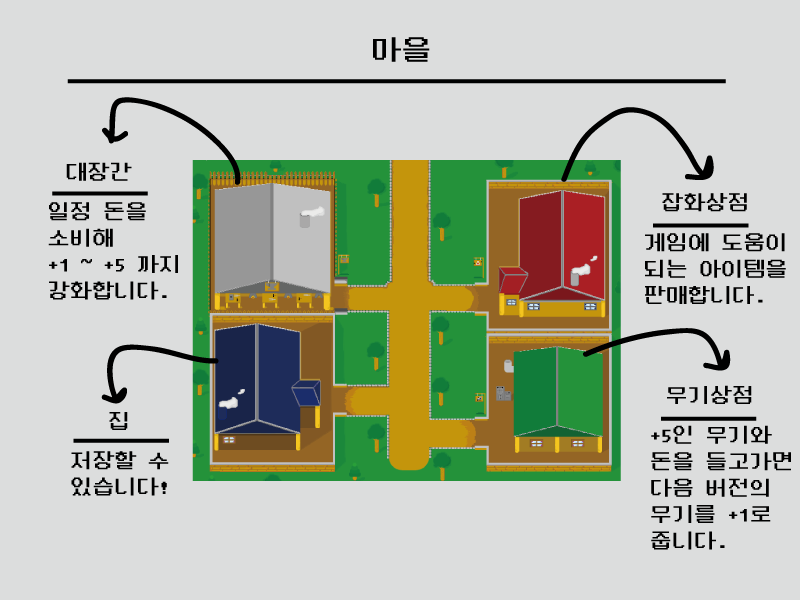 마을
대장간
일정 돈을
소비해
+1 ~ +5 까지
강화합니다.
잡화상점
게임에 도움이
되는 아이템을
판매합니다.
집
저장할 수
있습니다!
무기상점
+5인 무기와
돈을 들고가면
다음 버전의
무기를 +1로
줍니다.